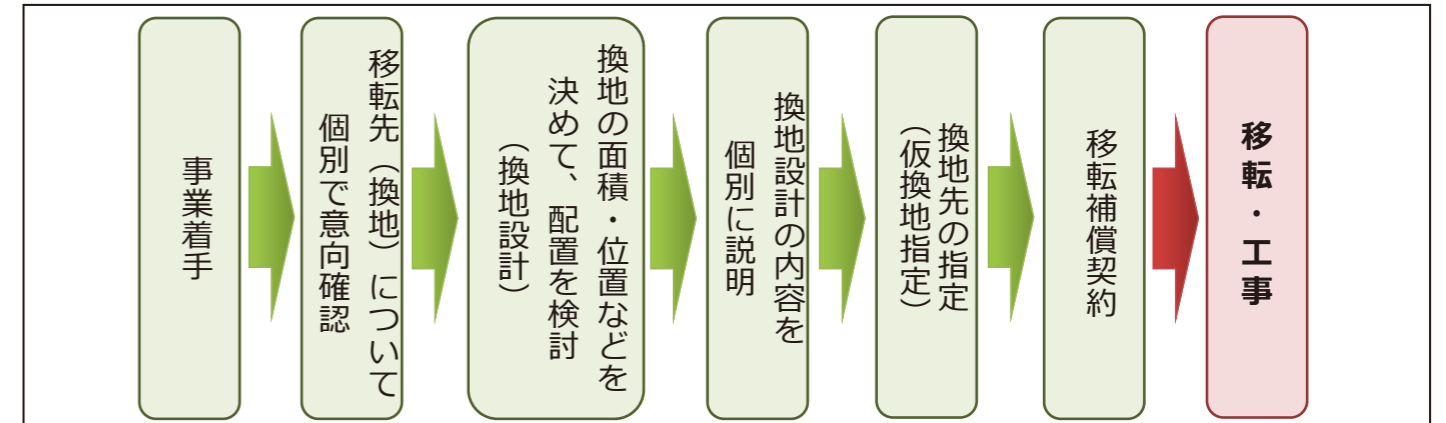 事業着手
移転先（換地）について
個別で意向確認
換地の面積・位置などを
決めて、配置を検討
（換地設計）
換地設計の内容を
個別に説明
換地先の指定
（仮換地指定）
移転補償契約
移転・工事